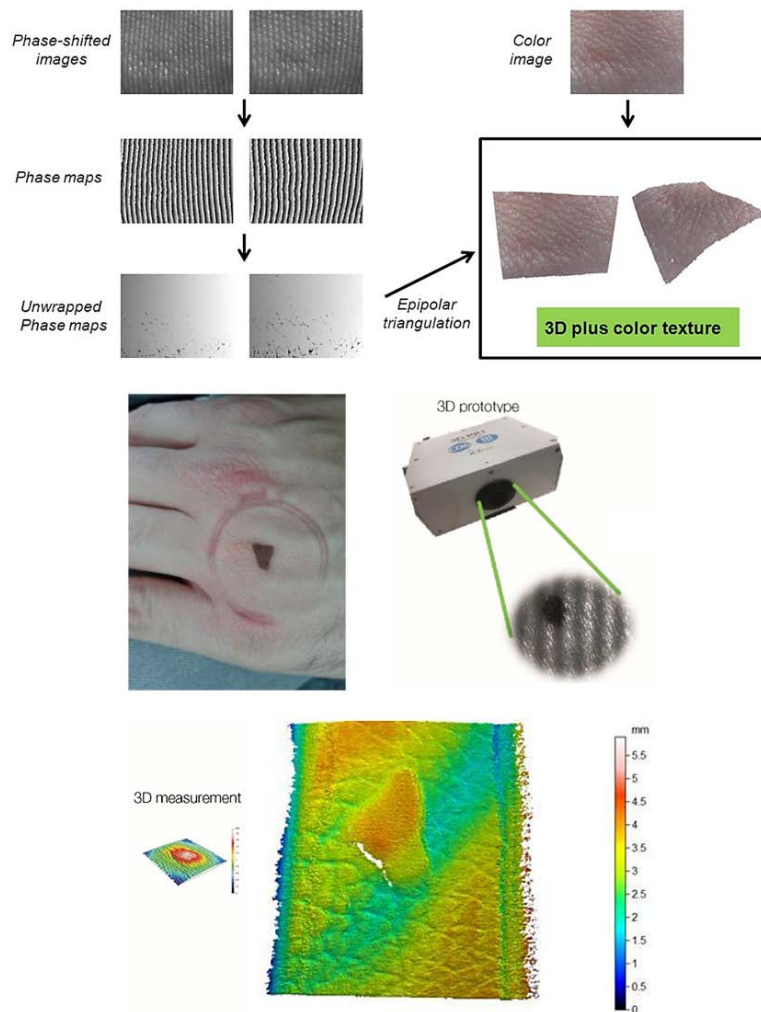 Phase-shifted
images
Color
image
Phase maps
Unwrapped
Phase maps
Epipolar
triangulation
3D plus color texture
3D prototype
3D measurement
mm
5.5
5
4.5
4
3.5
3
2.5
2
1.5
1
0.5
0